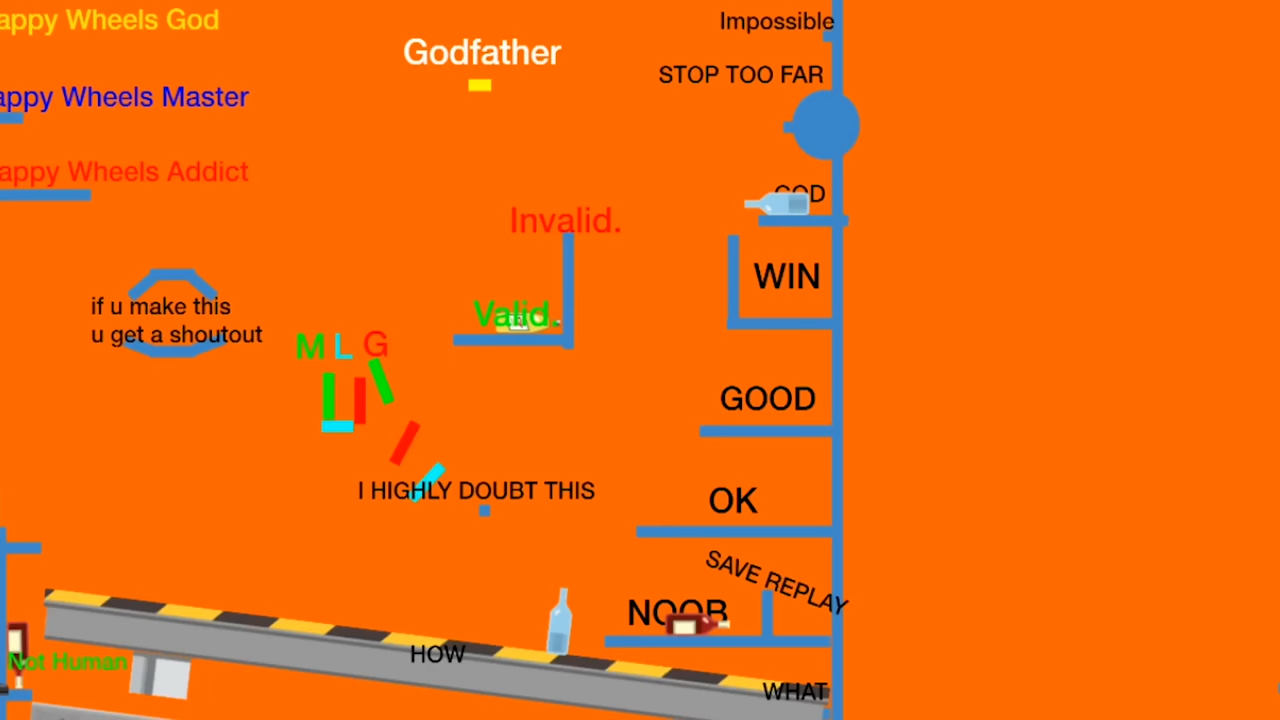 appy Wheels God
Impossible
Godfather
STOP TOO FAR
appy Wheels Master
appy Wheels Addict
GOD
Invalid.
WIN
if u make this
u get a shoutout
Valid.
M L G
GOOD
I HIGHLY DOUBT THIS
OK
SAVE REPLAY
NOOB
HOW
Not Human
WHAT